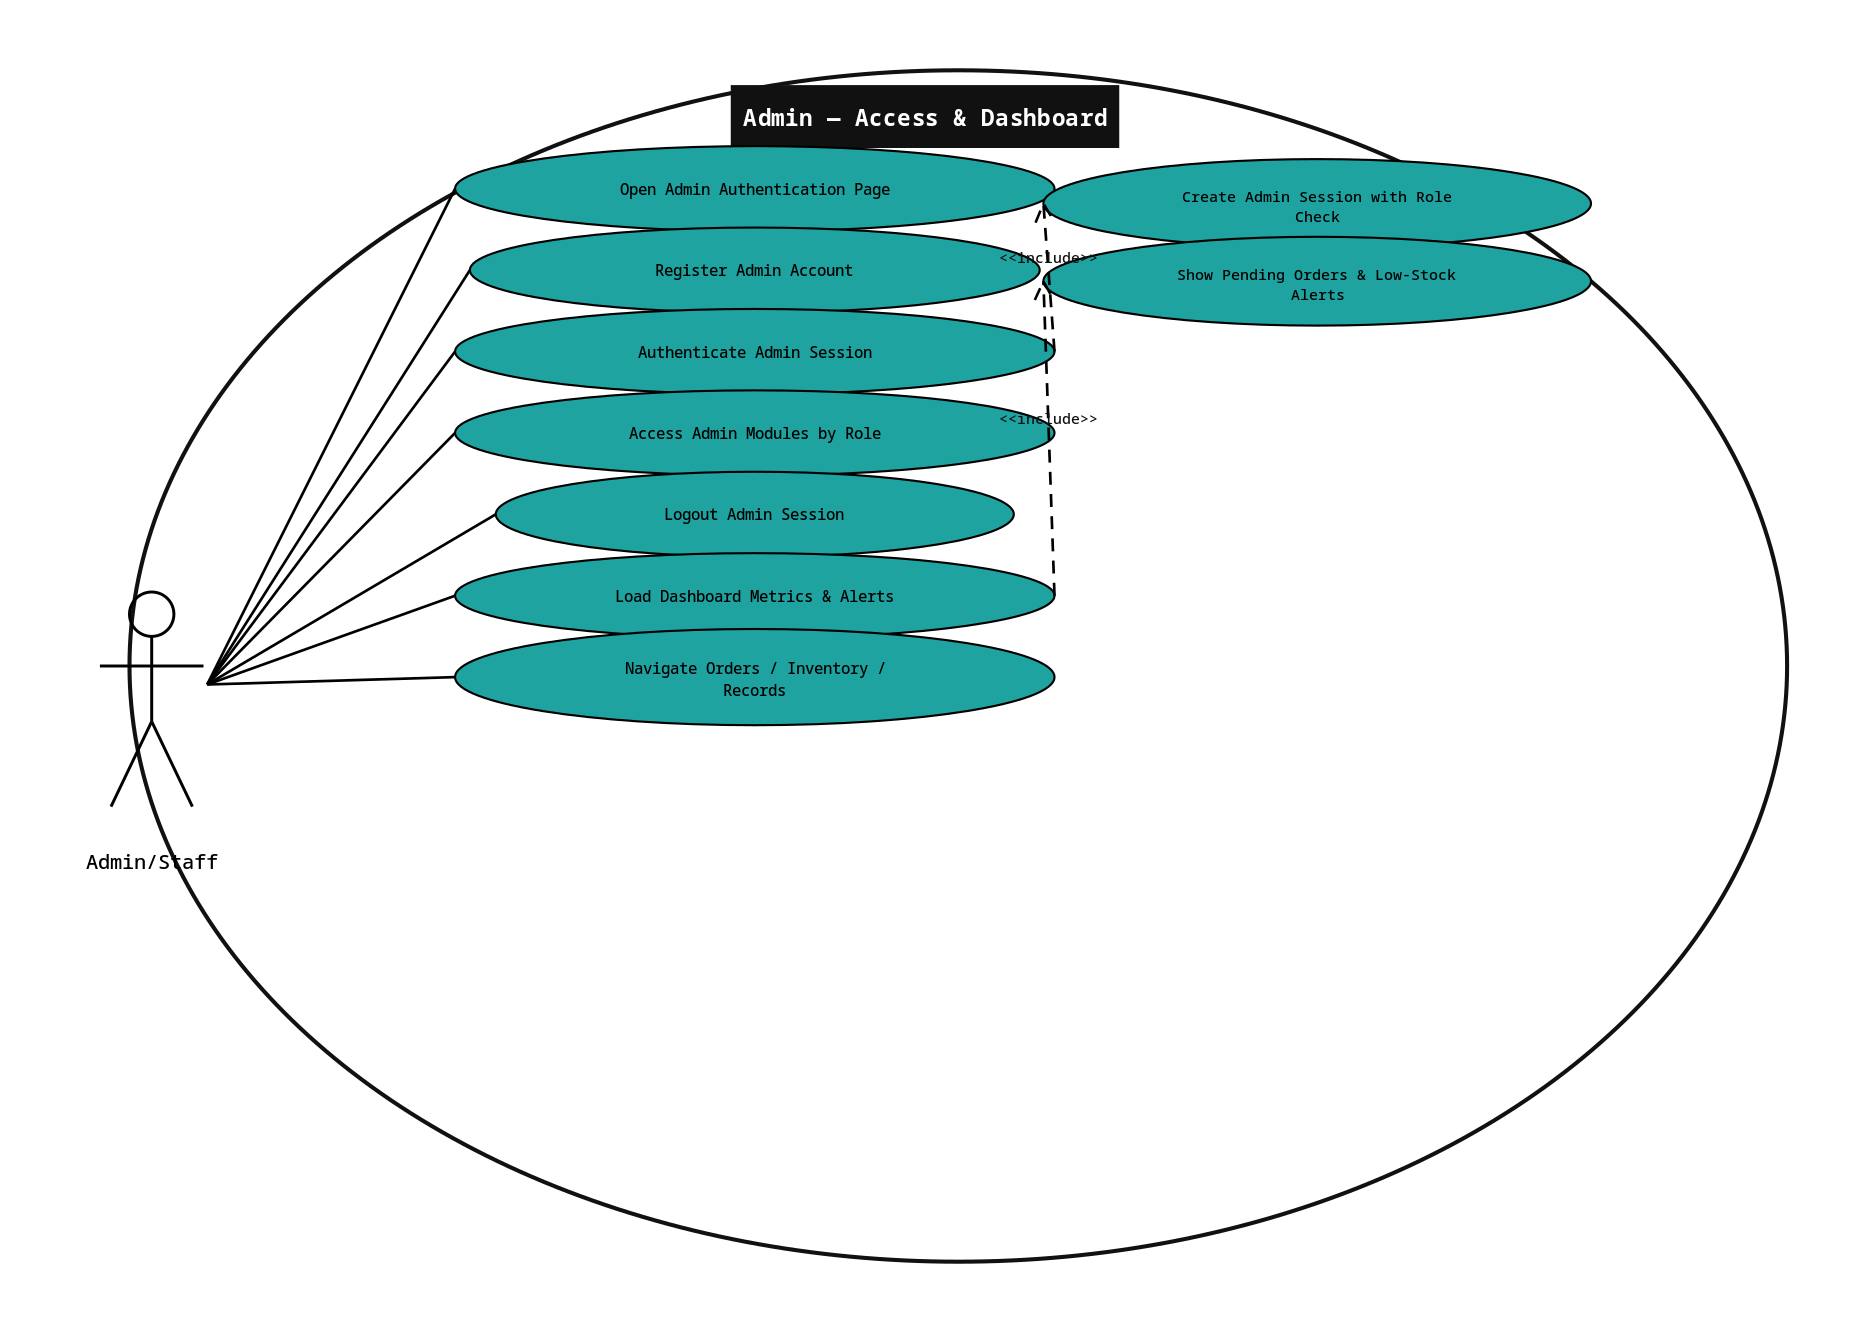 Admin — Access & Dashboard
Open Admin Authentication Page
Create Admin Session with Role
Check
<<include>>
Register Admin Account
Show Pending Orders & Low-Stock
Alerts
Authenticate Admin Session
<<include>>
Access Admin Modules by Role
Logout Admin Session
Load Dashboard Metrics & Alerts
Navigate Orders / Inventory /
Records
Admin/Staff